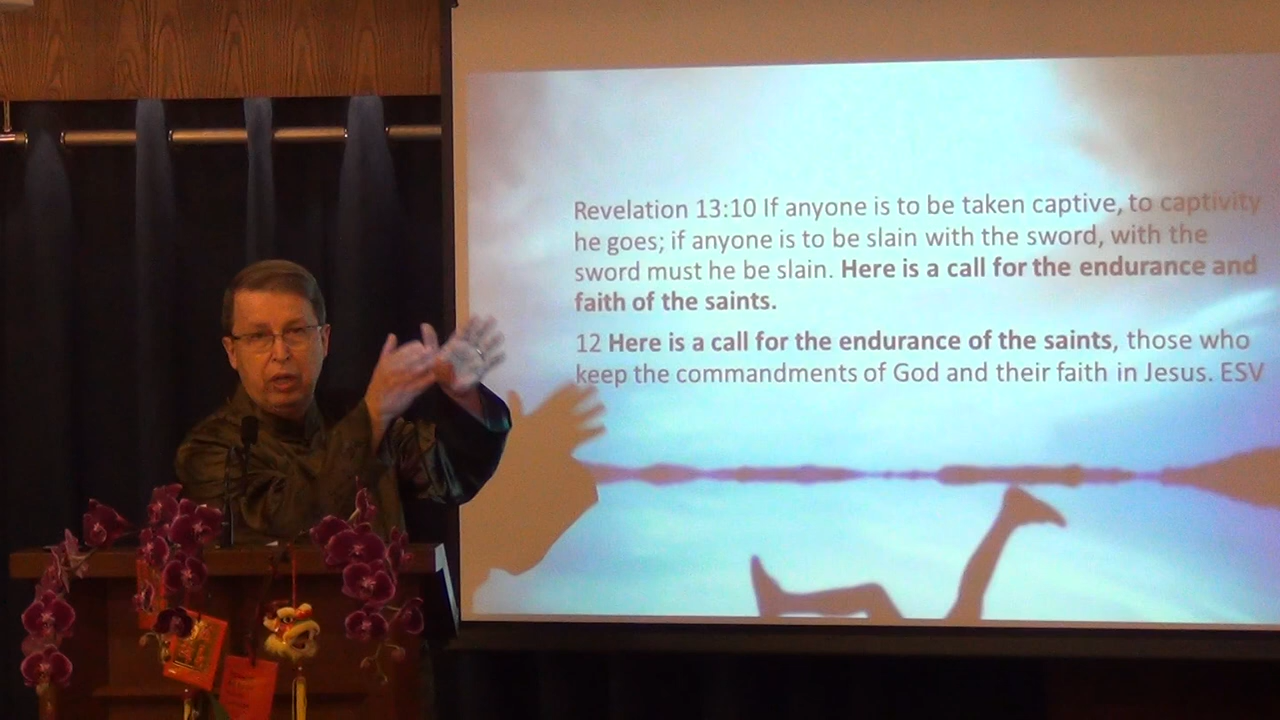 Revelation 13:10 If anyone is to be taken captive, to captivity
he goes; if anyone is to be slain with the sword, with the
sword must he be slain. Here is a call for the endurance and
faith of the saints.
12 Here is a call for the endurance of the saints, those who
keep the commandments of God and their faith in Jesus. ESV